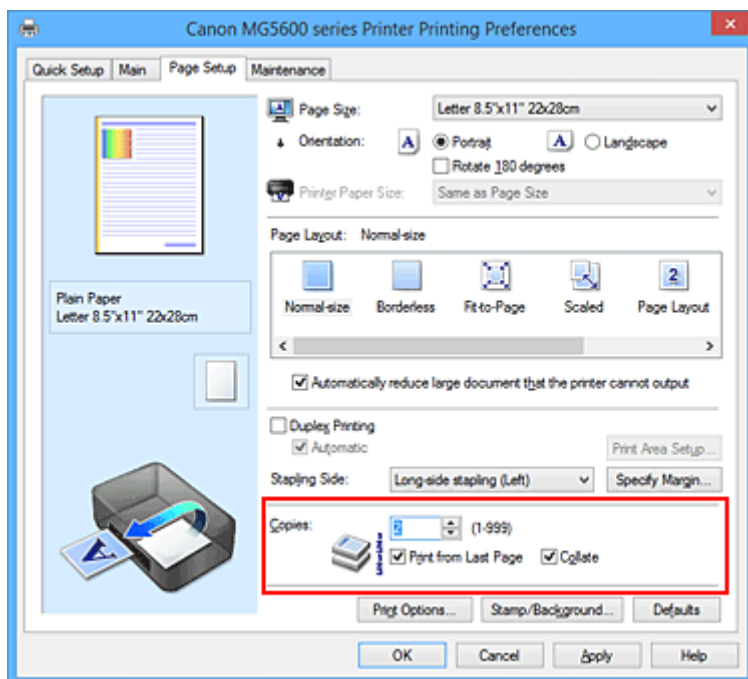 Canon MG5600 series Printer Printing Preferences
Quick Setup Main Page Setup Maintenance
Page Size: Letter 8.5"x11" 22x28cm
Orientation: A Portrait A Landscape
Rotate 180 degrees
Printer Paper Size: Same as Page Size
Page Layout: Normal-size
2
Normal-size Borderless Fit-to-Page Scaled Page Layout
Plain Paper
Letter 8.5"x11" 22x28cm
Automatically reduce large document that the printer cannot output
Duplex Printing
Automatic
Print Area Setup...
Stapling Side: Long-side stapling (Left) Specify Margin...
Copies: 2 (1-999)
Print from Last Page Collate
A
Print Options... Stamp/Background... Defaults
OK Cancel Apply Help